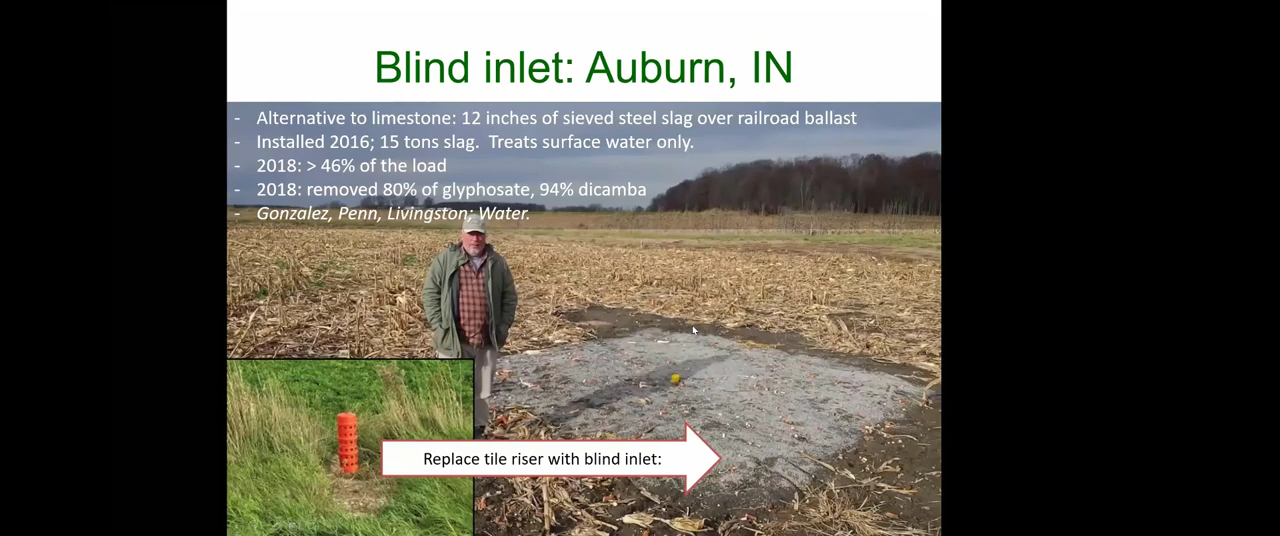 Blind inlet: Auburn, IN
- Alternative to limestone: 12 inches of sieved steel slag over railroad ballast
- Installed 2016; 15 tons slag.  Treats surface water only.
- 2018: > 46% of the load
- 2018: removed 80% of glyphosate, 94% dicamba
- Gonzalez, Penn, Livingston; Water.
Replace tile riser with blind inlet: